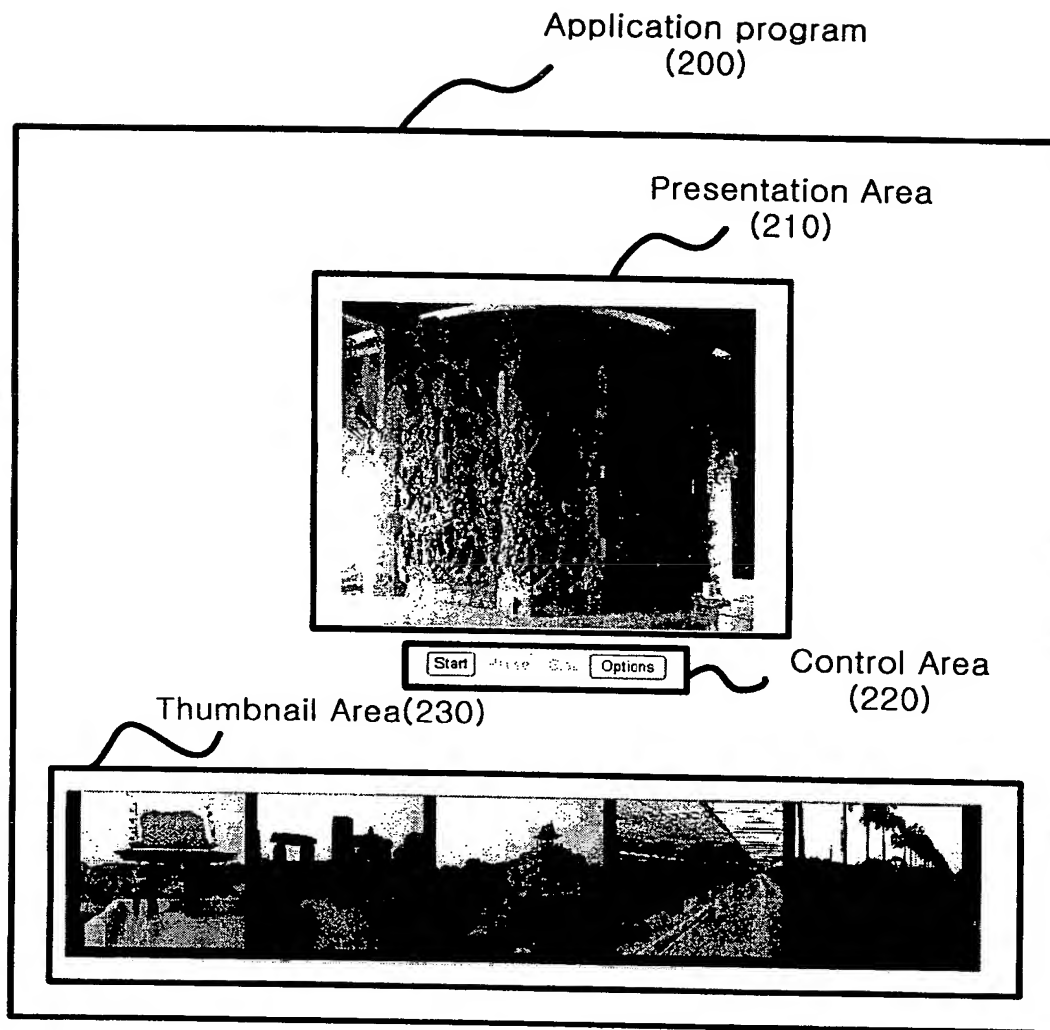 Application program
(200)
Presentation Area
(210)
Start Options
Control Area
(220)
Thumbnail Area(230)